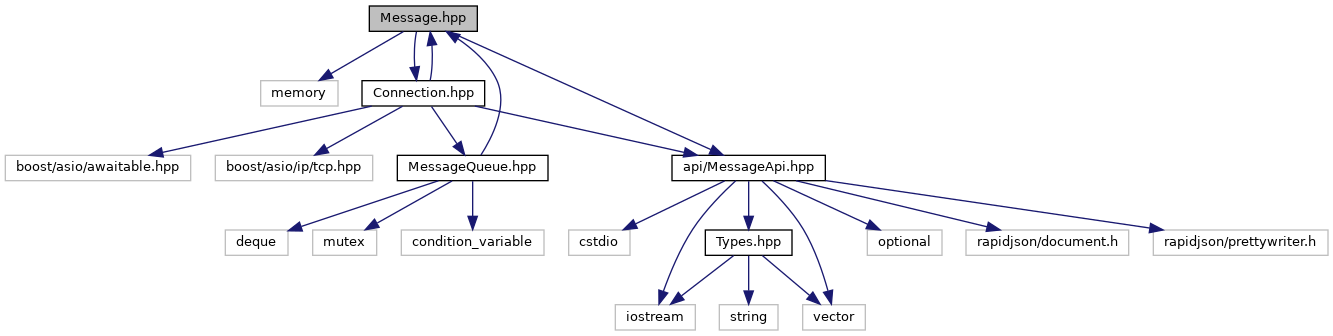 Message.hpp
memory
Connection.hpp
boost/asio/awaitable.hpp
boost/asio/ip/tcp.hpp
MessageQueue.hpp
api/MessageApi.hpp
deque
mutex
condition_variable
cstdio
Types.hpp
optional
rapidjson/document.h
rapidjson/prettywriter.h
iostream
string
vector